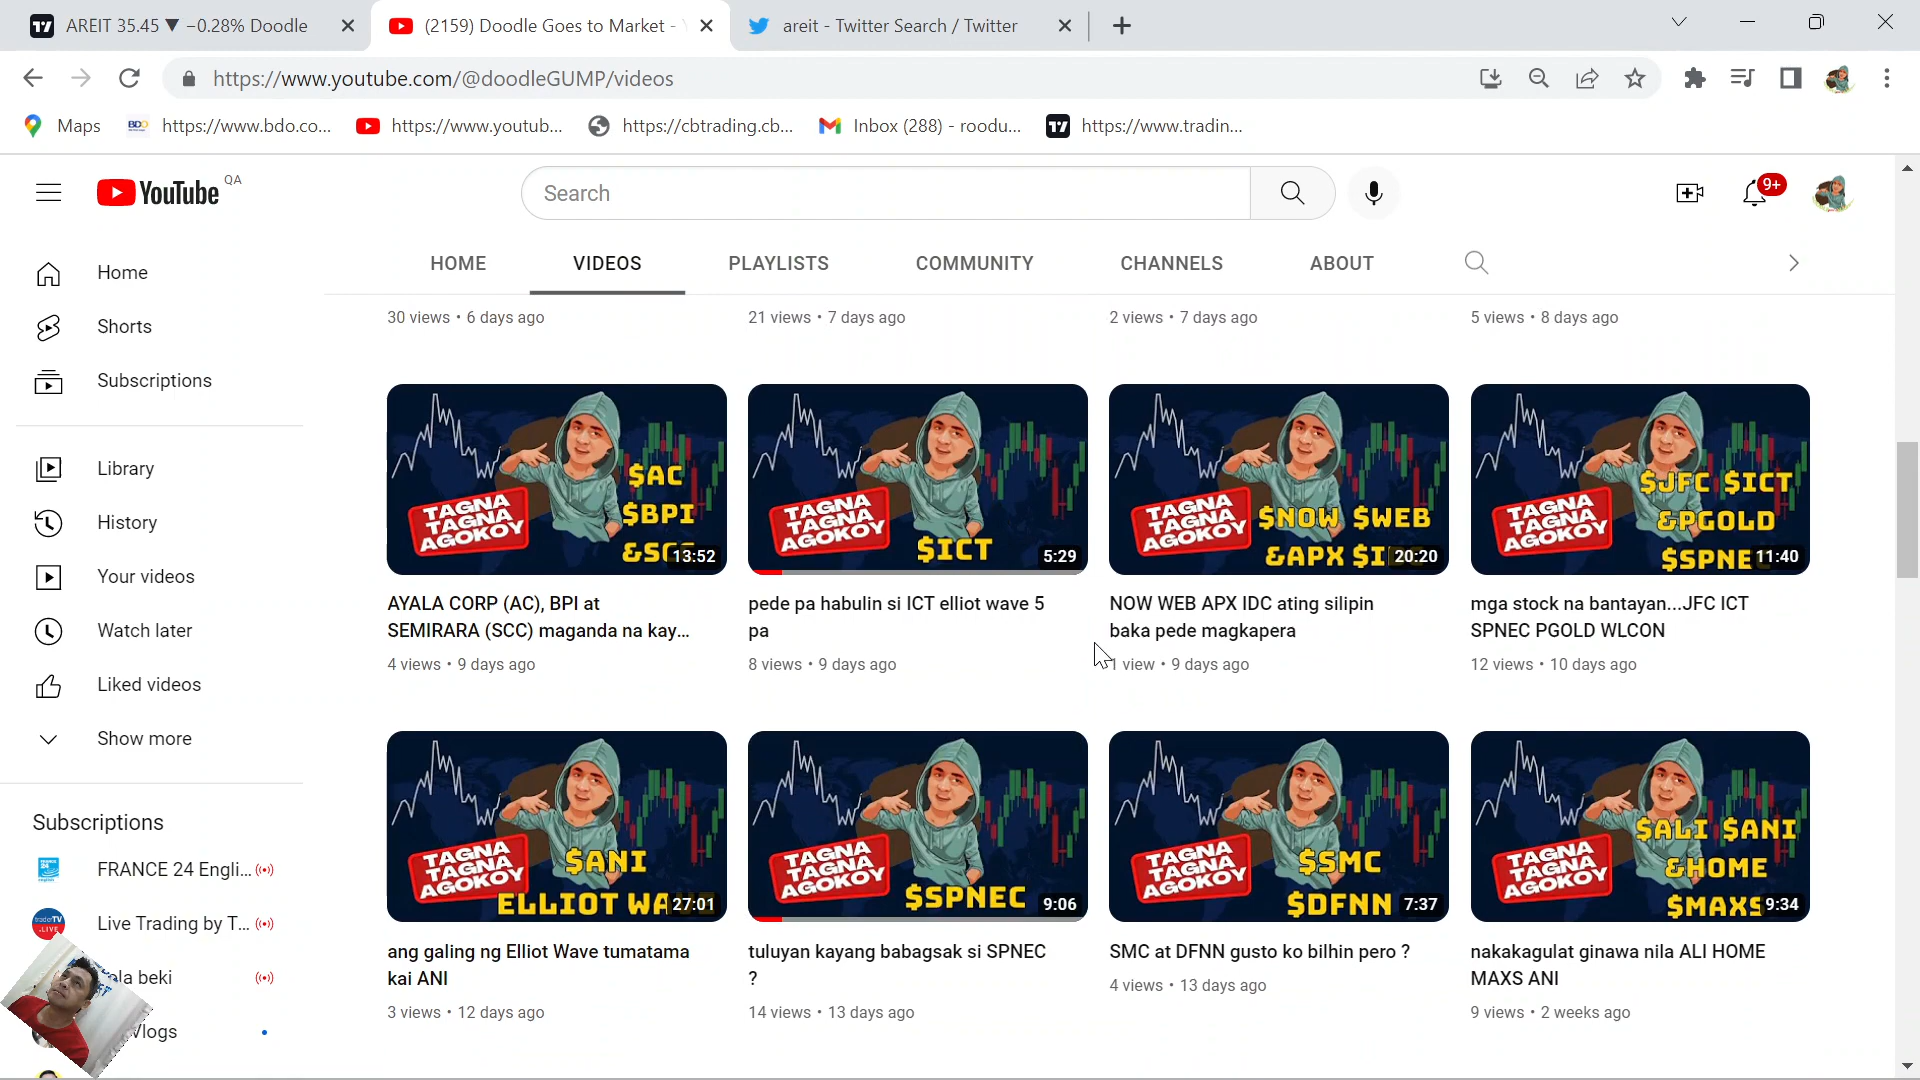 AREIT 35.45 ▼ −0.28% Doodle
(2159) Doodle Goes to Market -
areit - Twitter Search / Twitter
https://www.youtube.com/@doodleGUMP/videos
Maps
BDO
https://www.bdo.co...
https://www.youtub...
https://cbtrading.cb...
Inbox (288) - roodu...
https://www.tradin...
YouTube QA
Search
9+
HOME
VIDEOS
PLAYLISTS
COMMUNITY
CHANNELS
ABOUT
Home
Shorts
Subscriptions
Library
History
Your videos
Watch later
Liked videos
Show more
Subscriptions
FRANCE 24 Engli...
Live Trading by T...
la beki
Vlogs
30 views • 6 days ago
21 views • 7 days ago
2 views • 7 days ago
5 views • 8 days ago
TAGNA
TAGNA
AGOKOY
$AC
$BPI
13:52
TAGNA
TAGNA
AGOKOY
$ICT
5:29
TAGNA
TAGNA
AGOKOY
$NOW $WEB
&APX $I
20:20
TAGNA
TAGNA
AGOKOY
$JFC $ICT
&PGOLD
$SPNE
11:40
AYALA CORP (AC), BPI at
SEMIRARA (SCC) maganda na kay...
4 views • 9 days ago
pede pa habulin si ICT elliot wave 5
pa
8 views • 9 days ago
NOW WEB APX IDC ating silipin
baka pede magkapera
1 view • 9 days ago
mga stock na bantayan...JFC ICT
SPNEC PGOLD WLCON
12 views • 10 days ago
TAGNA
TAGNA
AGOKOY
$ANI
ELLIOT WA
27:01
TAGNA
TAGNA
AGOKOY
$SPNEC
9:06
TAGNA
TAGNA
AGOKOY
$SMC
$DFNN
7:37
TAGNA
TAGNA
AGOKOY
$ALI $ANI
&HOME
$MAXS
9:34
ang galing ng Elliot Wave tumatama
kai ANI
3 views • 12 days ago
tuluyan kayang babagsak si SPNEC
?
14 views • 13 days ago
SMC at DFNN gusto ko bilhin pero ?
4 views • 13 days ago
nakakagulat ginawa nila ALI HOME
MAXS ANI
9 views • 2 weeks ago